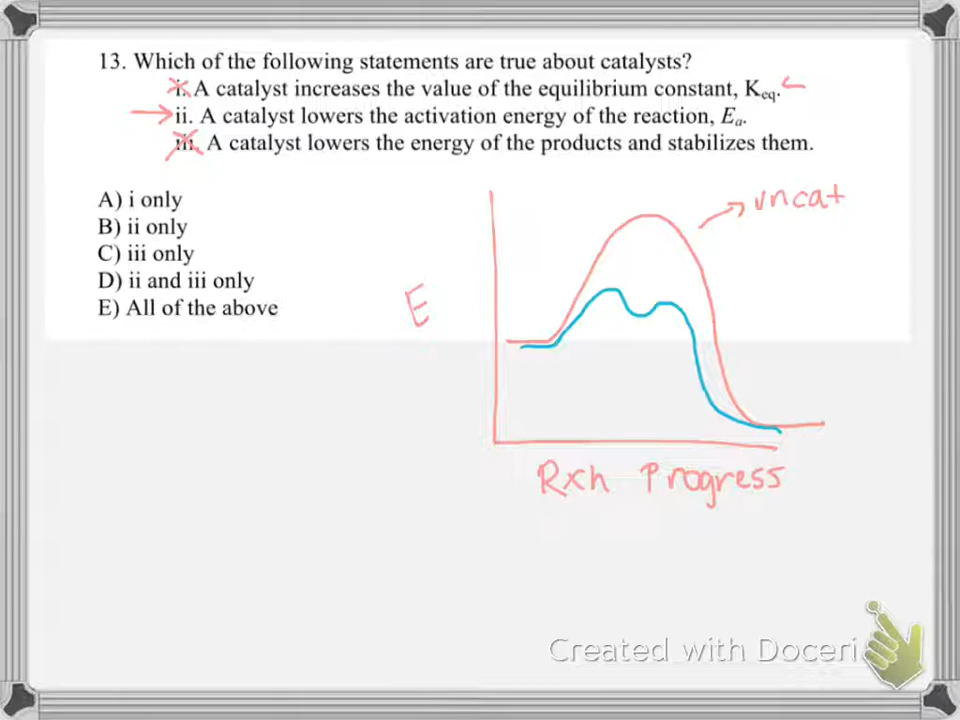 13. Which of the following statements are true about catalysts?
i. A catalyst increases the value of the equilibrium constant, Keq.
ii. A catalyst lowers the activation energy of the reaction, Ea.
iii. A catalyst lowers the energy of the products and stabilizes them.
A) i only
B) ii only
C) iii only
D) ii and iii only
E) All of the above
uncat
E
Rxn Progress
Created with Doceri